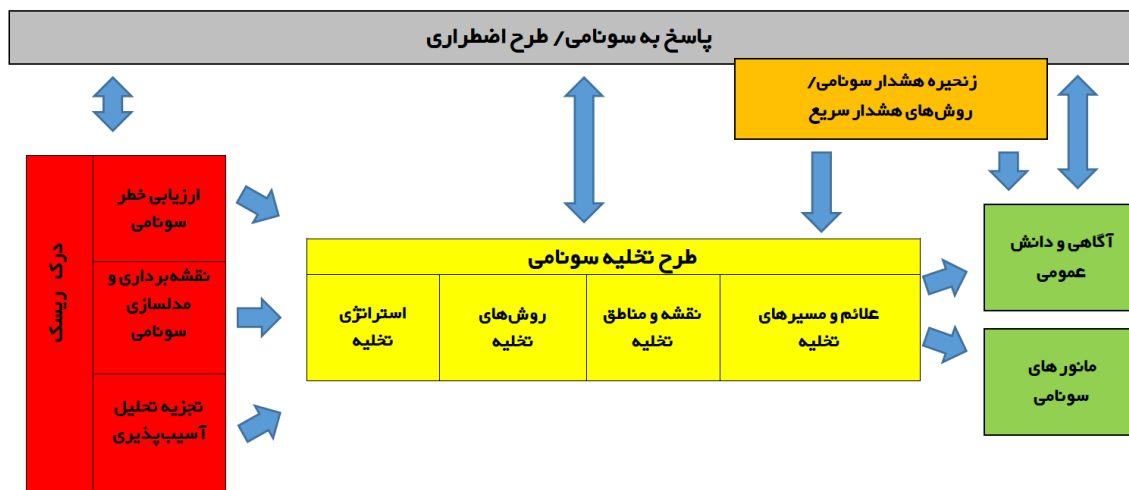 پاسخ به سونامی/ طرح اضطراری
زنجیره هشدار سونامی/
روش‌های هشدار سریع
درک ریسک
ارزیابی خطر
سونامی
نقشه‌برداری و
مدلسازی
سونامی
تجزیه تحلیل
آسیب‌پذیری
طرح تخلیه سونامی
علائم و مسیرهای
تخلیه
نقشه و مناطق
تخلیه
روش‌های
تخلیه
استراتژی
تخلیه
آگاهی و دانش
عمومی
مانور های
سونامی